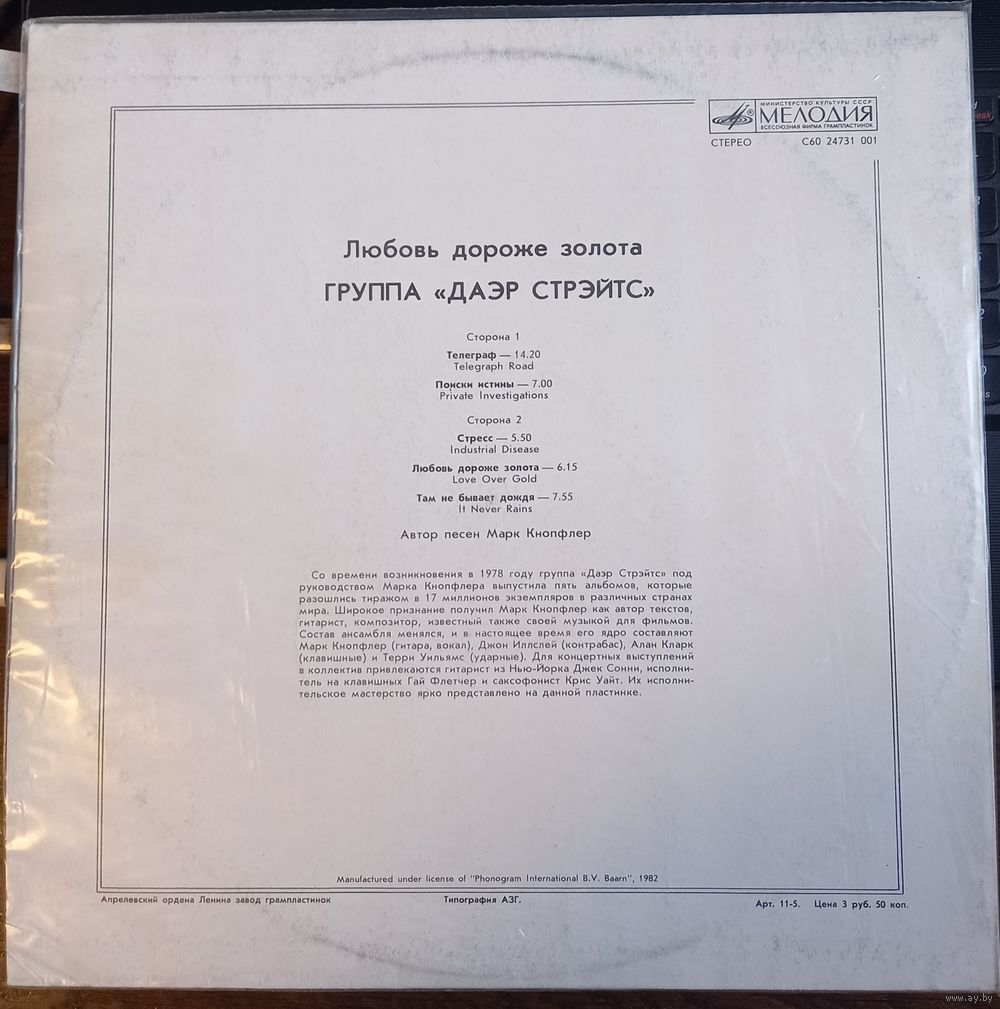 МИНИСТЕРСТВО КУЛЬТУРЫ СССР
МЕЛОДИЯ
ВСЕСОЮЗНАЯ ФИРМА ГРАМПЛАСТИНОК
СТЕРЕО С60 24731 001
Любовь дороже золота
ГРУППА «ДАЭР СТРЭЙТС»
Сторона 1
Телеграф — 14.20
Telegraph Road
Поиски истины — 7.00
Private Investigations
Сторона 2
Стресс — 5.50
Industrial Disease
Любовь дороже золота — 6.15
Love Over Gold
Там не бывает дождя — 7.55
It Never Rains
Автор песен Марк Кнопфлер
Со времени возникновения в 1978 году группа «Даэр Стрэйтс» под
руководством Марка Кнопфлера выпустила пять альбомов, которые
разошлись тиражом в 17 миллионов экземпляров в различных странах
мира. Широкое признание получил Марк Кнопфлер как автор текстов,
гитарист, композитор, известный также своей музыкой для фильмов.
Состав ансамбля менялся, и в настоящее время его ядро составляют
Марк Кнопфлер (гитара, вокал), Джон Иллслей (контрабас), Алан Кларк
(клавишные) и Терри Уильямс (ударные). Для концертных выступлений
в коллектив привлекаются гитарист из Нью-Йорка Джек Сонни, исполни-
тель на клавишных Гай Флетчер и саксофонист Крис Уайт. Их исполни-
тельское мастерство ярко представлено на данной пластинке.
Manufactured under license of "Phonogram International B.V. Baarn", 1982
Апрелевский ордена Ленина завод грампластинок Типография АЗГ. Арт. 11-5. Цена 3 руб. 50 коп.
www.ay.by